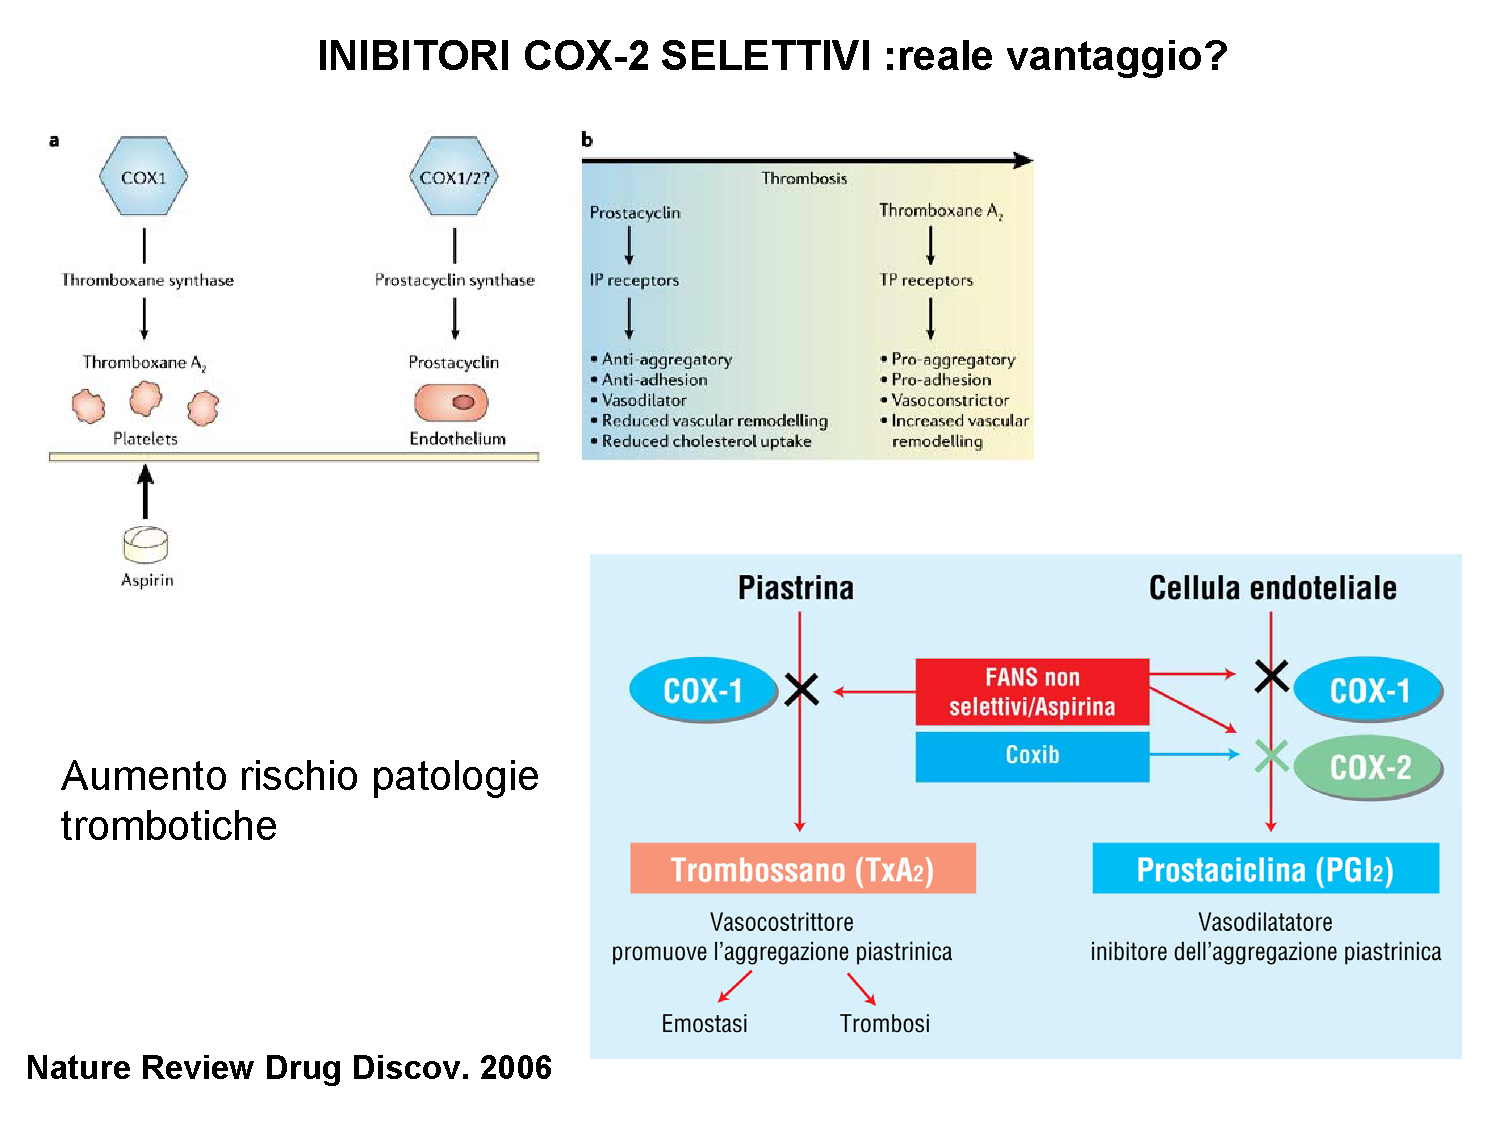 INIBITORI COX-2 SELETTIVI :reale vantaggio?
a
COX1
COX1/2?
Thromboxane synthase
Prostacyclin synthase
Thromboxane A2
Prostacyclin
Platelets
Endothelium
Aspirin
b
Thrombosis
Prostacyclin
Thromboxane A2
IP receptors
TP receptors
• Anti-aggregatory
• Anti-adhesion
• Vasodilator
• Reduced vascular remodelling
• Reduced cholesterol uptake
• Pro-aggregatory
• Pro-adhesion
• Vasoconstrictor
• Increased vascular
remodelling
Piastrina
Cellula endoteliale
COX-1
FANS non
selettivi/Aspirina
Coxib
COX-1
COX-2
Trombossano (TxA2)
Prostaciclina (PGI2)
Vasocostrittore
promuove l'aggregazione piastrinica
Vasodilatatore
inibitore dell'aggregazione piastrinica
Emostasi
Trombosi
Aumento rischio patologie
trombotiche
Nature Review Drug Discov. 2006